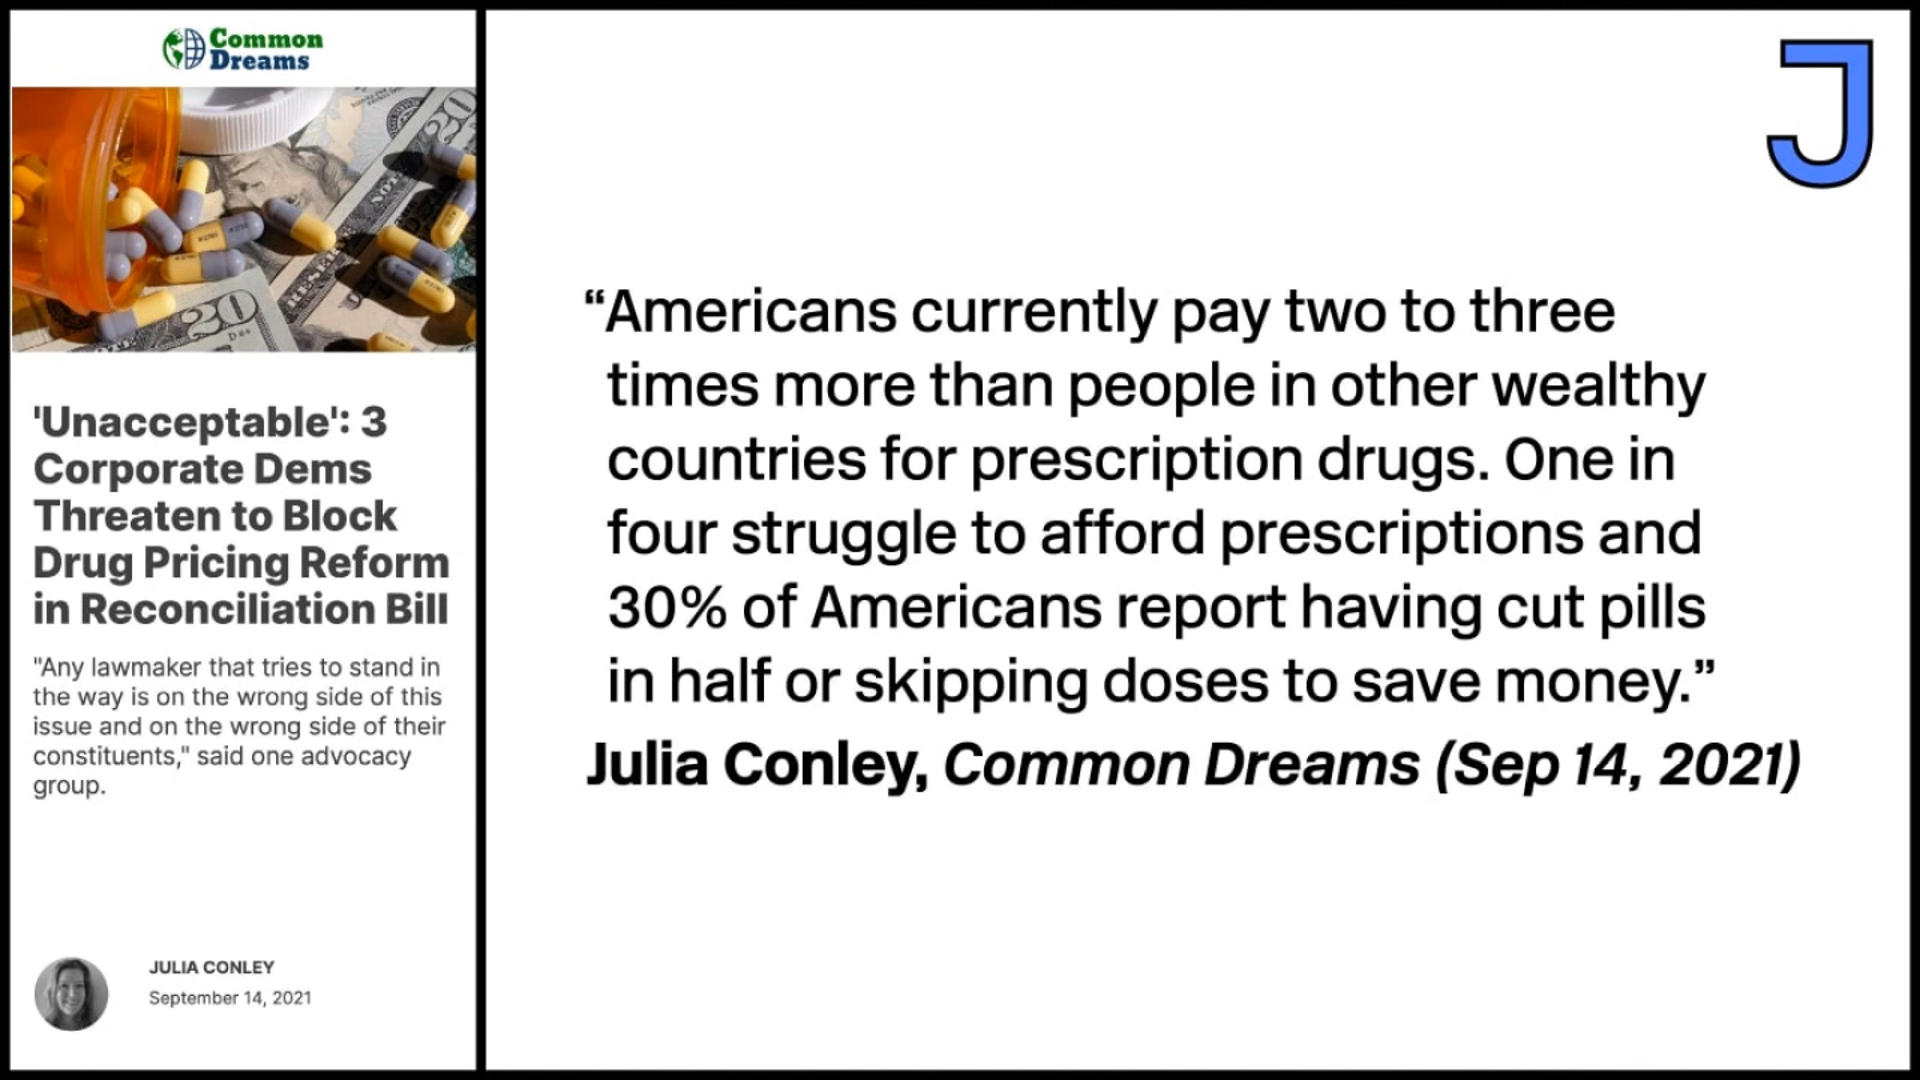 Common
Dreams
'Unacceptable': 3
Corporate Dems
Threaten to Block
Drug Pricing Reform
in Reconciliation Bill
"Any lawmaker that tries to stand in
the way is on the wrong side of this
issue and on the wrong side of their
constituents," said one advocacy
group.
JULIA CONLEY
September 14, 2021
J
“Americans currently pay two to three
times more than people in other wealthy
countries for prescription drugs. One in
four struggle to afford prescriptions and
30% of Americans report having cut pills
in half or skipping doses to save money.”
Julia Conley, Common Dreams (Sep 14, 2021)
20
20